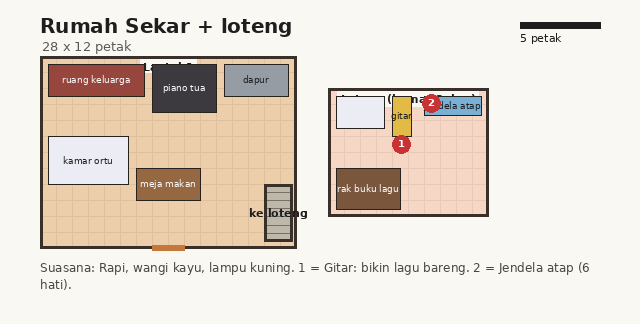 Rumah Sekar + loteng
28 x 12 petak
5 petak
ruang keluarga
piano tua
dapur
kamar ortu
meja makan
ke loteng
gitar
2
1
rak buku lagu
Suasana: Rapi, wangi kayu, lampu kuning. 1 = Gitar: bikin lagu bareng. 2 = Jendela atap (6
hati).